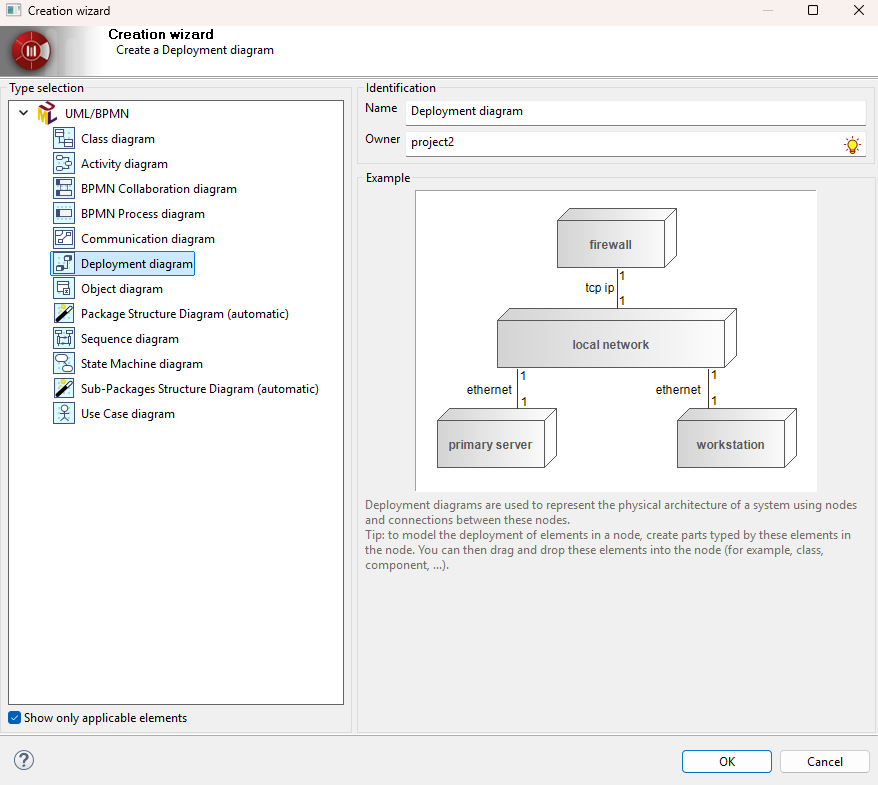 Creation wizard
Creation wizard
Create a Deployment diagram
Type selection
UML/BPMN
Class diagram
Activity diagram
BPMN Collaboration diagram
BPMN Process diagram
Communication diagram
Deployment diagram
Object diagram
Package Structure Diagram (automatic)
Sequence diagram
State Machine diagram
Sub-Packages Structure Diagram (automatic)
Use Case diagram
Show only applicable elements
Identification
Name Deployment diagram
Owner project2
Example
firewall
1
tcp ip
1
local network
1 1
ethernet ethernet
1 1
primary server workstation
Deployment diagrams are used to represent the physical architecture of a system using nodes
and connections between these nodes.
Tip: to model the deployment of elements in a node, create parts typed by these elements in
the node. You can then drag and drop these elements into the node (for example, class,
component, ...).
? OK Cancel